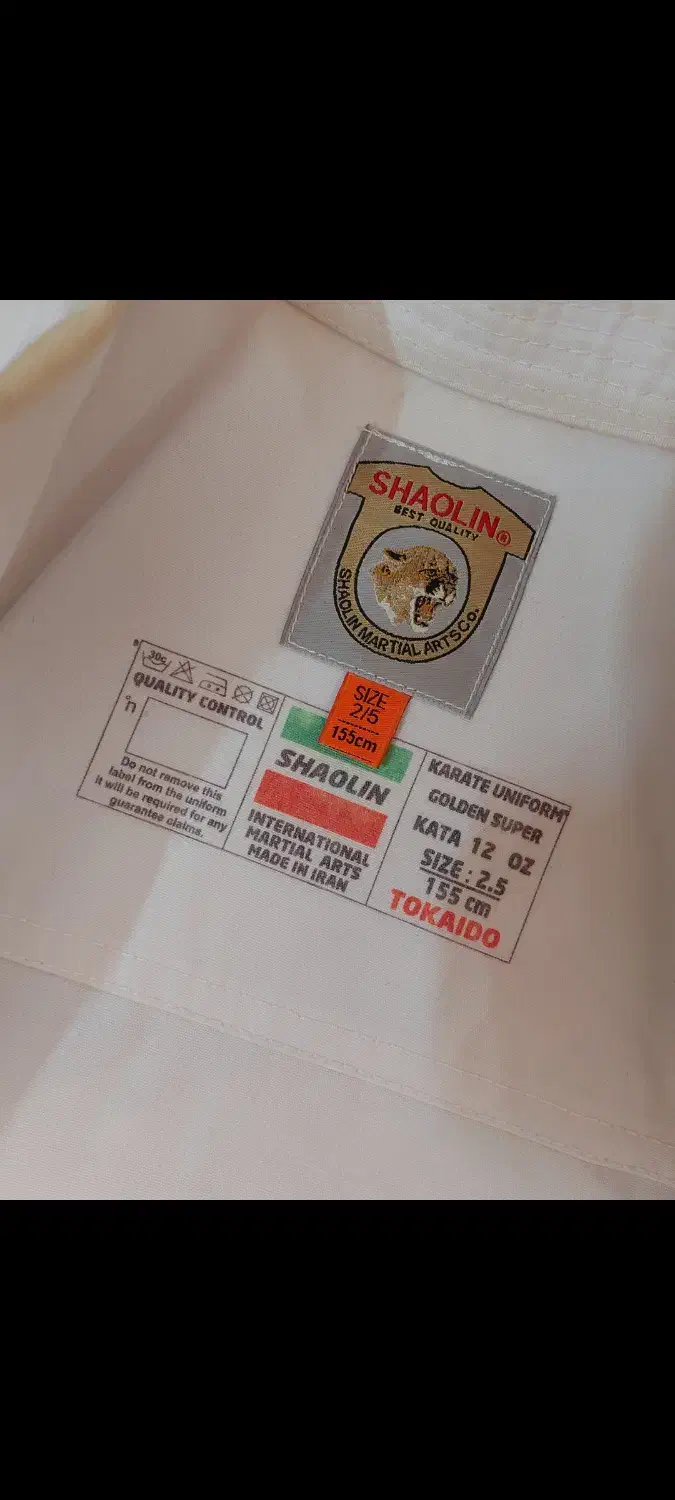 SHAOLIN®
BEST QUALITY
SHAOLIN MARTIAL ARTS Co.
SIZE
2/5
155cm
30c
QUALITY CONTROL
Do not remove this
label from the uniform
it will be required for any
guarantee claims.
SHAOLIN
INTERNATIONAL
MARTIAL ARTS
MADE IN IRAN
KARATE UNIFORM
GOLDEN SUPER
KATA 12 OZ
SIZE : 2.5
155 cm
TOKAIDO